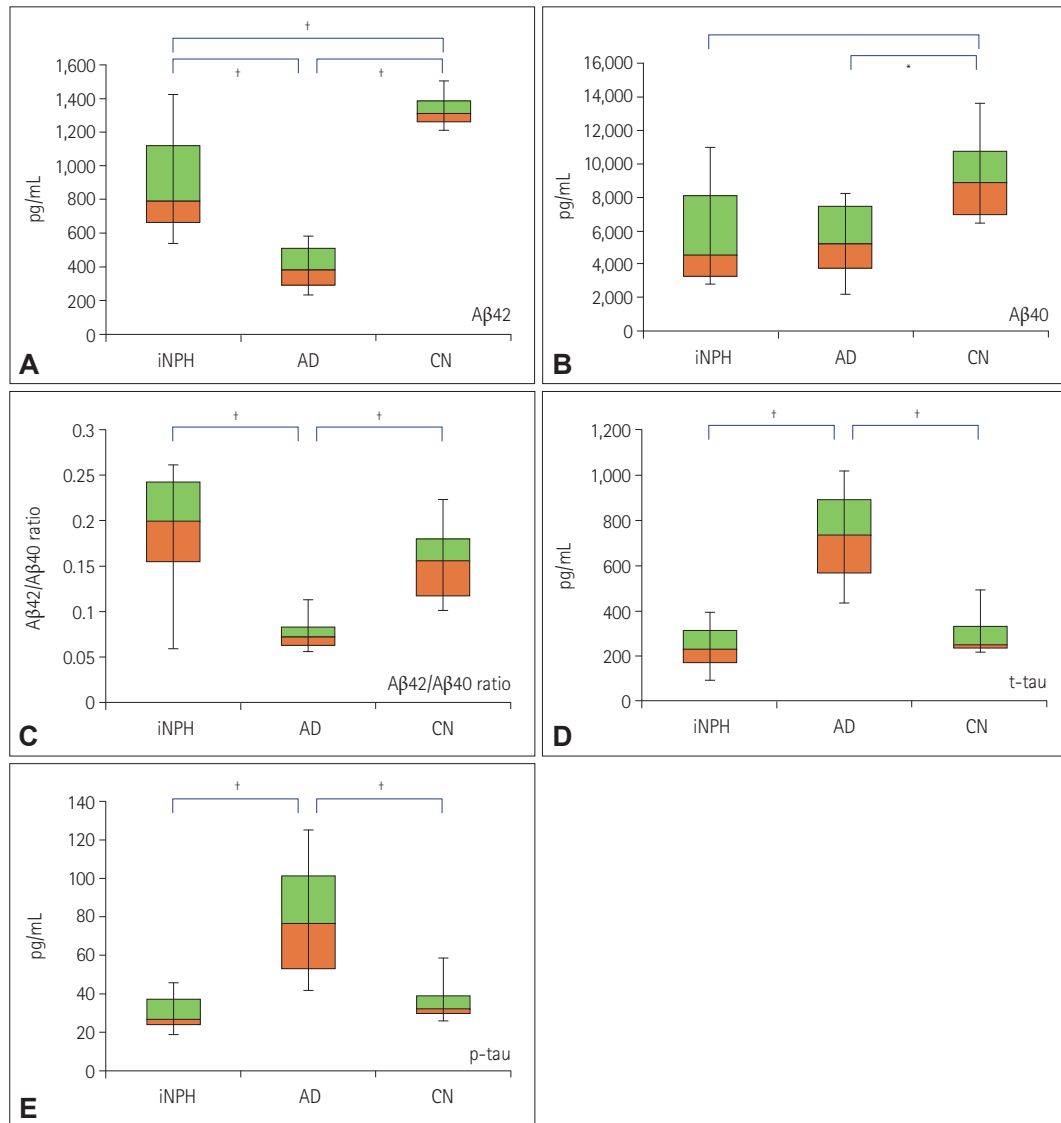 †
†
†
1,600
1,400
1,200
1,000
800
600
400
200
0
pg/mL
Aβ42
iNPH
AD
CN
A
*
16,000
14,000
12,000
10,000
8,000
6,000
4,000
2,000
0
pg/mL
Aβ40
iNPH
AD
CN
B
†
†
0.3
0.25
0.2
0.15
0.1
0.05
0
Aβ42/Aβ40 ratio
Aβ42/Aβ40 ratio
iNPH
AD
CN
C
†
†
1,200
1,000
800
600
400
200
0
pg/mL
t-tau
iNPH
AD
CN
D
†
†
140
120
100
80
60
40
20
0
pg/mL
p-tau
iNPH
AD
CN
E